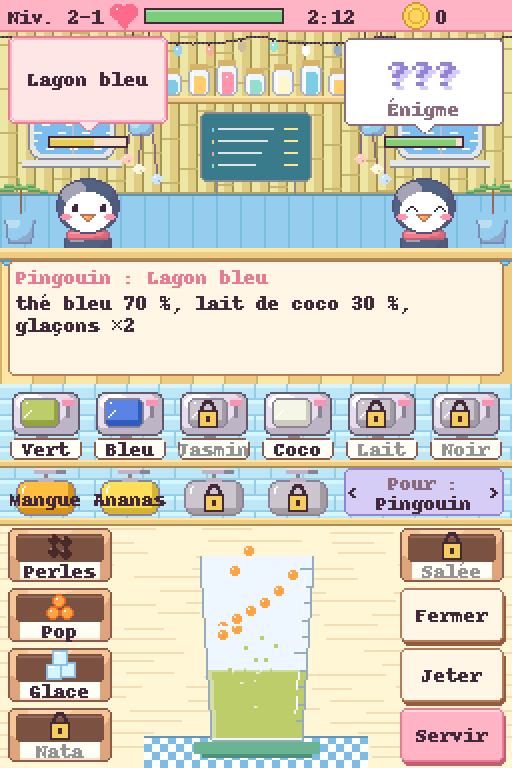 Niv. 2-1 2:12 0
Lagon bleu
???
Énigme
Pingouin : Lagon bleu
thé bleu 70 %, lait de coco 30 %,
glaçons ×2
Vert Bleu Jasmin Coco Lait Noir
Mangue Ananas
< Pour : >
Pingouin
Perles
Salée
Pop
Fermer
Glace
Jeter
Nata
Servir